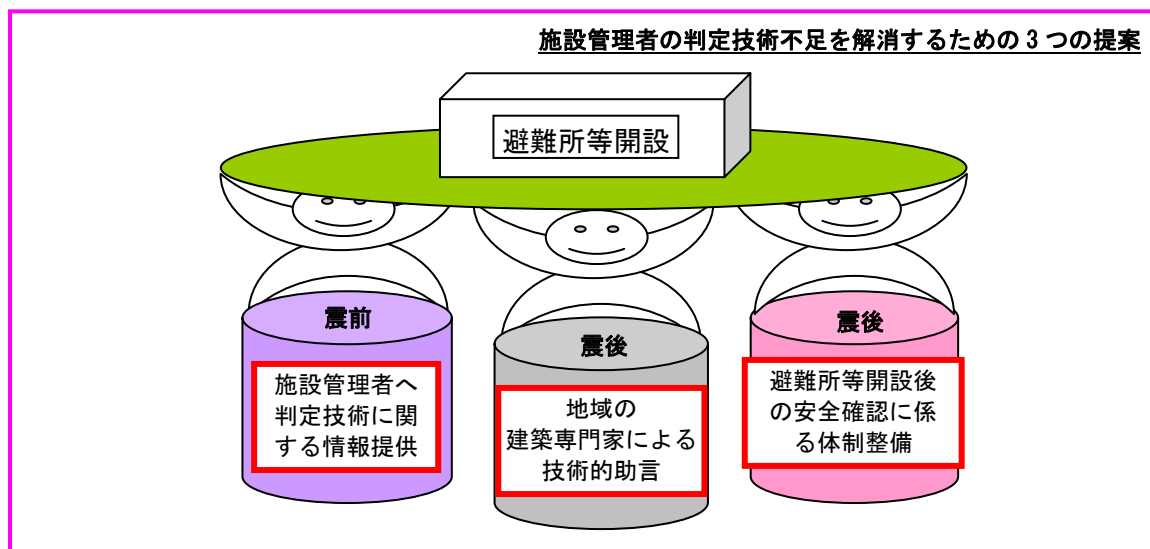 施設管理者の判定技術不足を解消するための3つの提案
避難所等開設
震前
施設管理者へ
判定技術に関
する情報提供
震後
地域の
建築専門家による
技術的助言
震後
避難所等開設後
の安全確認に係
る体制整備